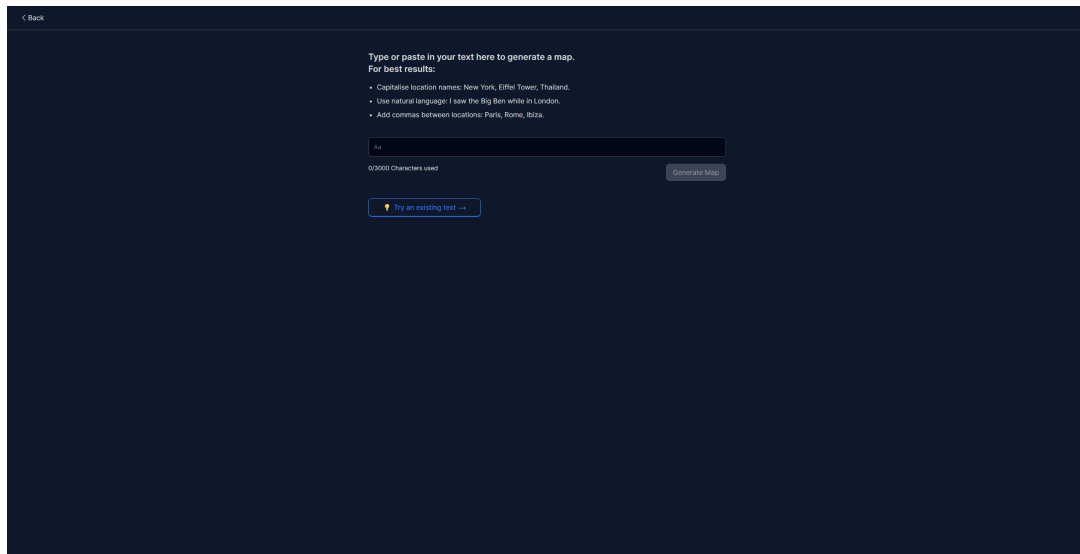 < Back
Type or paste in your text here to generate a map.
For best results:
• Capitalise location names: New York, Eiffel Tower, Thailand.
• Use natural language: I saw the Big Ben while in London.
• Add commas between locations: Paris, Rome, Ibiza.
Aa
0/3000 Characters used
Generate Map
💡 Try an existing text →